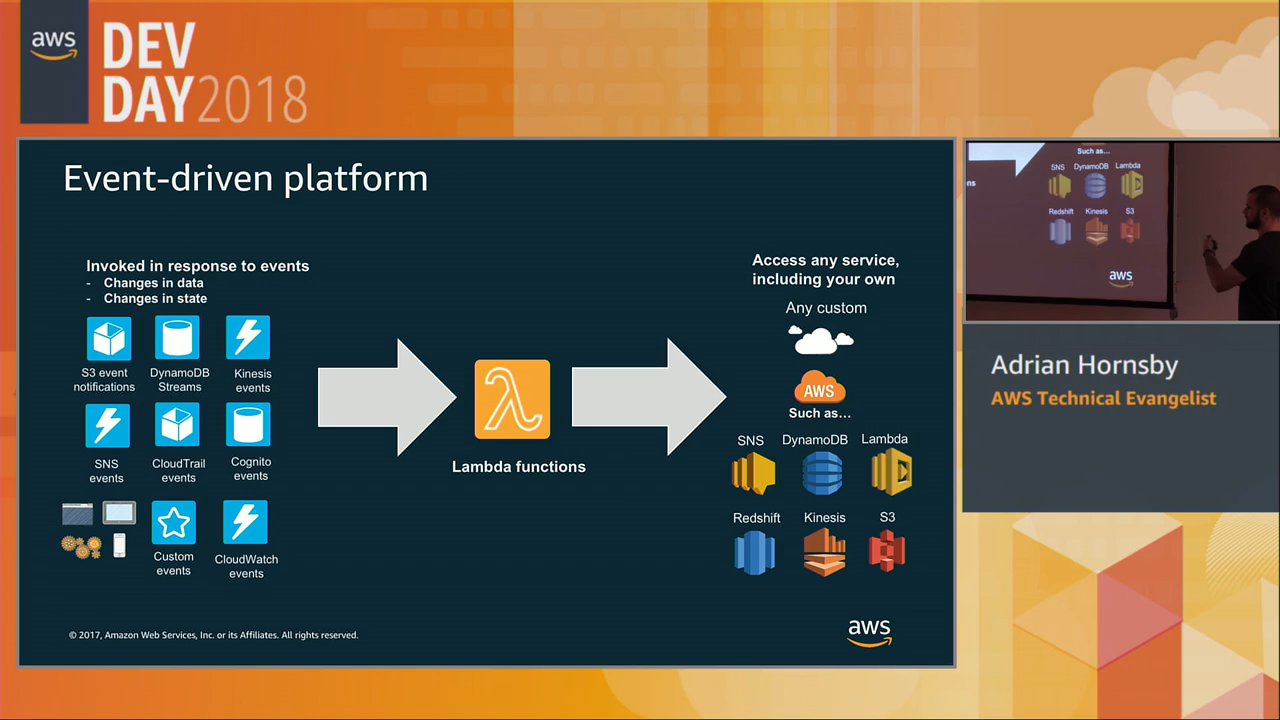 aws
DEV
DAY2018
Event-driven platform
Invoked in response to events
- Changes in data
- Changes in state
S3 event
notifications
DynamoDB
Streams
Kinesis
events
SNS
events
CloudTrail
events
Cognito
events
Custom
events
CloudWatch
events
Lambda functions
Access any service,
including your own
Any custom
AWS
Such as...
SNS DynamoDB Lambda
Redshift Kinesis S3
© 2017, Amazon Web Services, Inc. or its Affiliates. All rights reserved.
aws
Such as...
SNS DynamoDB Lambda
ns
Redshift Kinesis S3
aws
Adrian Hornsby
AWS Technical Evangelist